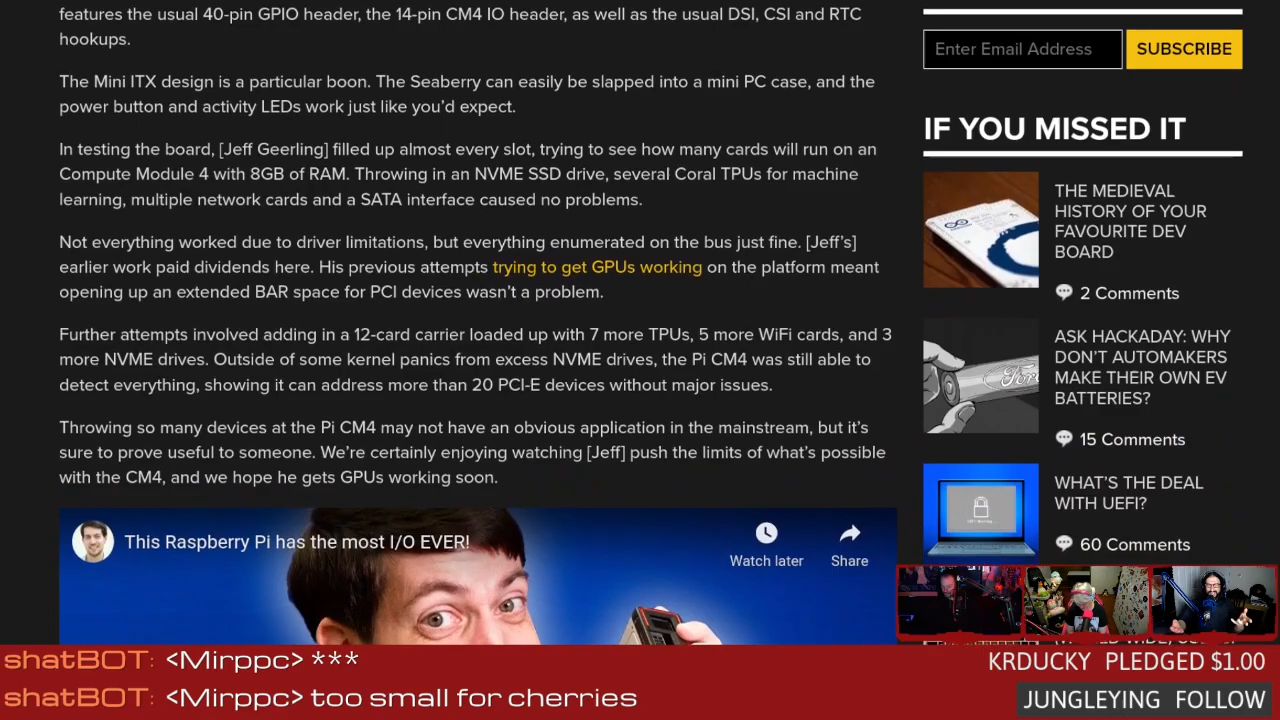 features the usual 40-pin GPIO header, the 14-pin CM4 IO header, as well as the usual DSI, CSI and RTC
hookups.
The Mini ITX design is a particular boon. The Seaberry can easily be slapped into a mini PC case, and the
power button and activity LEDs work just like you’d expect.
In testing the board, [Jeff Geerling] filled up almost every slot, trying to see how many cards will run on an
Compute Module 4 with 8GB of RAM. Throwing in an NVME SSD drive, several Coral TPUs for machine
learning, multiple network cards and a SATA interface caused no problems.
Not everything worked due to driver limitations, but everything enumerated on the bus just fine. [Jeff’s]
earlier work paid dividends here. His previous attempts trying to get GPUs working on the platform meant
opening up an extended BAR space for PCI devices wasn’t a problem.
Further attempts involved adding in a 12-card carrier loaded up with 7 more TPUs, 5 more WiFi cards, and 3
more NVME drives. Outside of some kernel panics from excess NVME drives, the Pi CM4 was still able to
detect everything, showing it can address more than 20 PCI-E devices without major issues.
Throwing so many devices at the Pi CM4 may not have an obvious application in the mainstream, but it’s
sure to prove useful to someone. We’re certainly enjoying watching [Jeff] push the limits of what’s possible
with the CM4, and we hope he gets GPUs working soon.
This Raspberry Pi has the most I/O EVER!
Watch later
Share
Enter Email Address
SUBSCRIBE
IF YOU MISSED IT
THE MEDIEVAL
HISTORY OF YOUR
FAVOURITE DEV
BOARD
2 Comments
ASK HACKADAY: WHY
DON’T AUTOMAKERS
MAKE THEIR OWN EV
BATTERIES?
15 Comments
Ford
WHAT’S THE DEAL
WITH UEFI?
60 Comments
shatBOT: <Mirppc> ***
shatBOT: <Mirppc> too small for cherries
KRDUCKY PLEDGED $1.00
JUNGLEYING FOLLOW